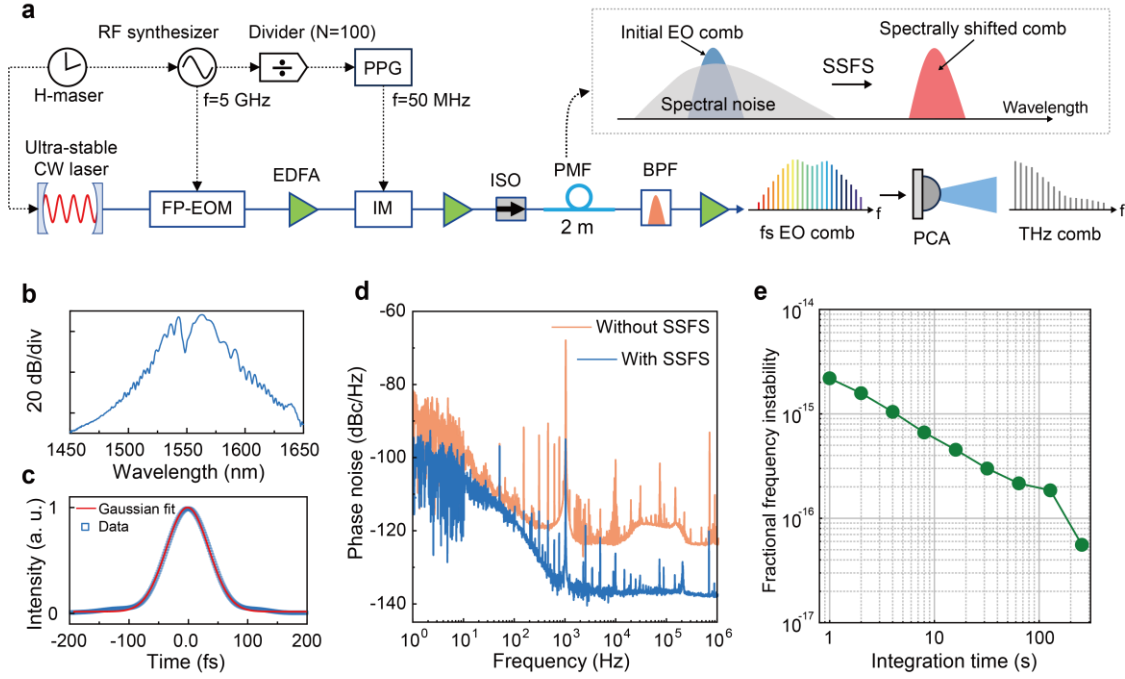 a
RF synthesizer
Divider (N=100)
PPG
H-maser
f=5 GHz
f=50 MHz
Initial EO comb
Spectrally shifted comb
SSFS
Spectral noise
Wavelength
Ultra-stable
CW laser
FP-EOM
EDFA
IM
ISO
PMF
2 m
BPF
f
fs EO comb
PCA
f
THz comb
b
20 dB/div
1450 1500 1550 1600 1650
Wavelength (nm)
c
Intensity (a. u.)
1
0
Gaussian fit
Data
-200 -100 0.0 100 200
Time (fs)
d
Phase noise (dBc/Hz)
-60
-80
-100
-120
-140
Without SSFS
With SSFS
10^0 10^1 10^2 10^3 10^4 10^5 10^6
Frequency (Hz)
e
Fractional frequency instability
10^-14
10^-15
10^-16
10^-17
1 10 100
Integration time (s)